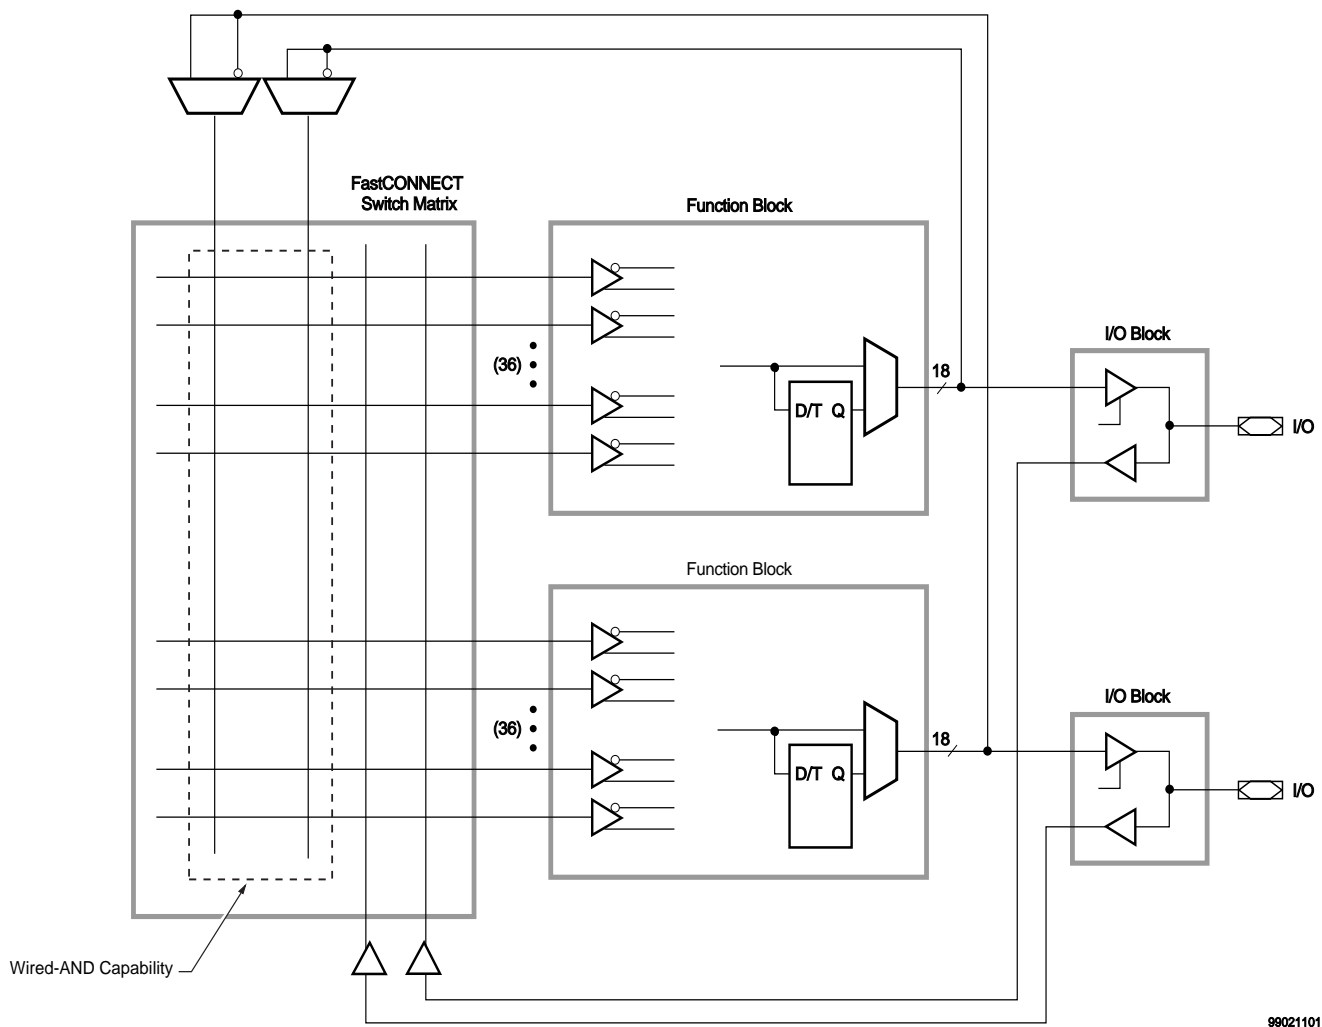 FastCONNECT
Switch Matrix
Function Block
(36)
D/T Q
18
I/O Block
I/O
Function Block
(36)
D/T Q
18
I/O Block
I/O
Wired-AND Capability
99021101